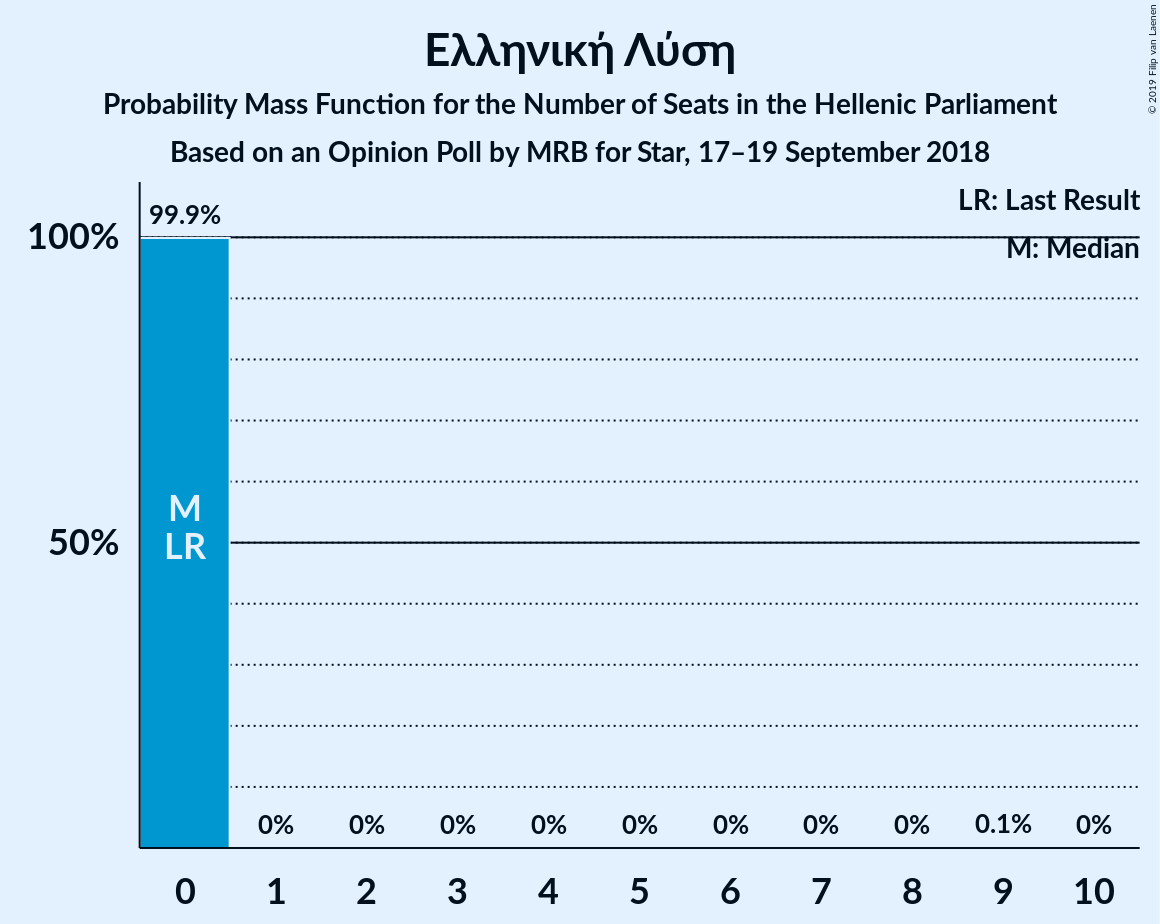 Ελληνική Λύση
Probability Mass Function for the Number of Seats in the Hellenic Parliament
Based on an Opinion Poll by MRB for Star, 17–19 September 2018
© 2019 Filip van Laenen
LR: Last Result
M: Median
99.9%
100%
50%
M
LR
0% 0% 0% 0% 0% 0% 0% 0% 0.1% 0%
0 1 2 3 4 5 6 7 8 9 10